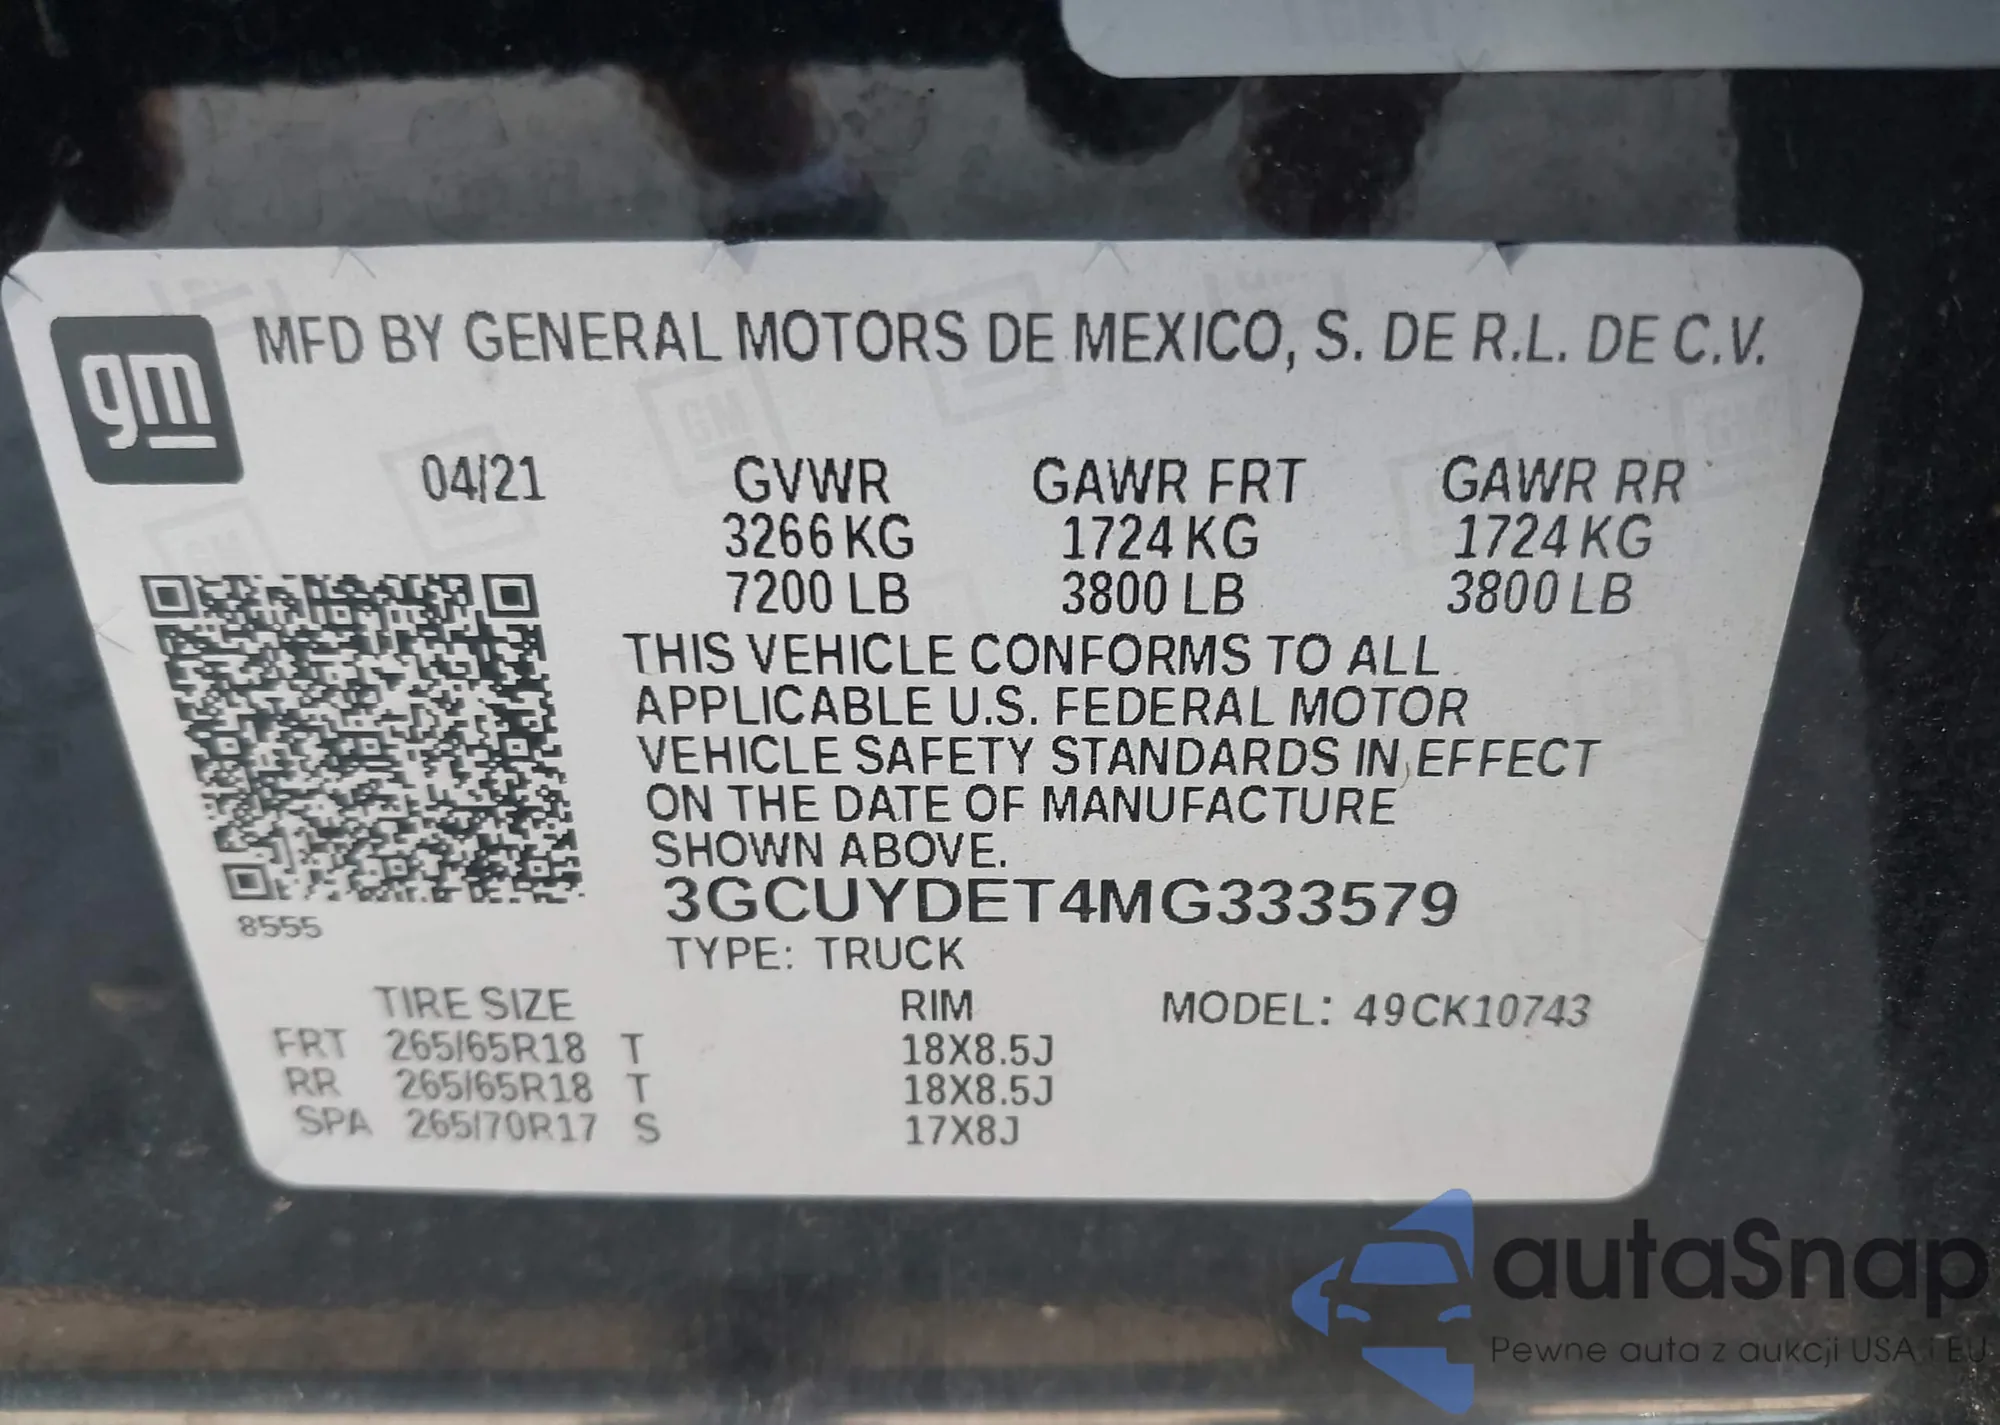 gm
MFD BY GENERAL MOTORS DE MEXICO, S. DE R.L. DE C.V.
04/21 GVWR GAWR FRT GAWR RR
3266 KG 1724 KG 1724 KG
7200 LB 3800 LB 3800 LB
THIS VEHICLE CONFORMS TO ALL
APPLICABLE U.S. FEDERAL MOTOR
VEHICLE SAFETY STANDARDS IN EFFECT
ON THE DATE OF MANUFACTURE
SHOWN ABOVE.
3GCUYDET4MG333579
8555
TYPE: TRUCK
TIRE SIZE RIM MODEL: 49CK10743
FRT 265/65R18 T 18X8.5J
RR 265/65R18 T 18X8.5J
SPA 265/70R17 S 17X8J
autaSnap
Pewne auta z aukcji USA i EU